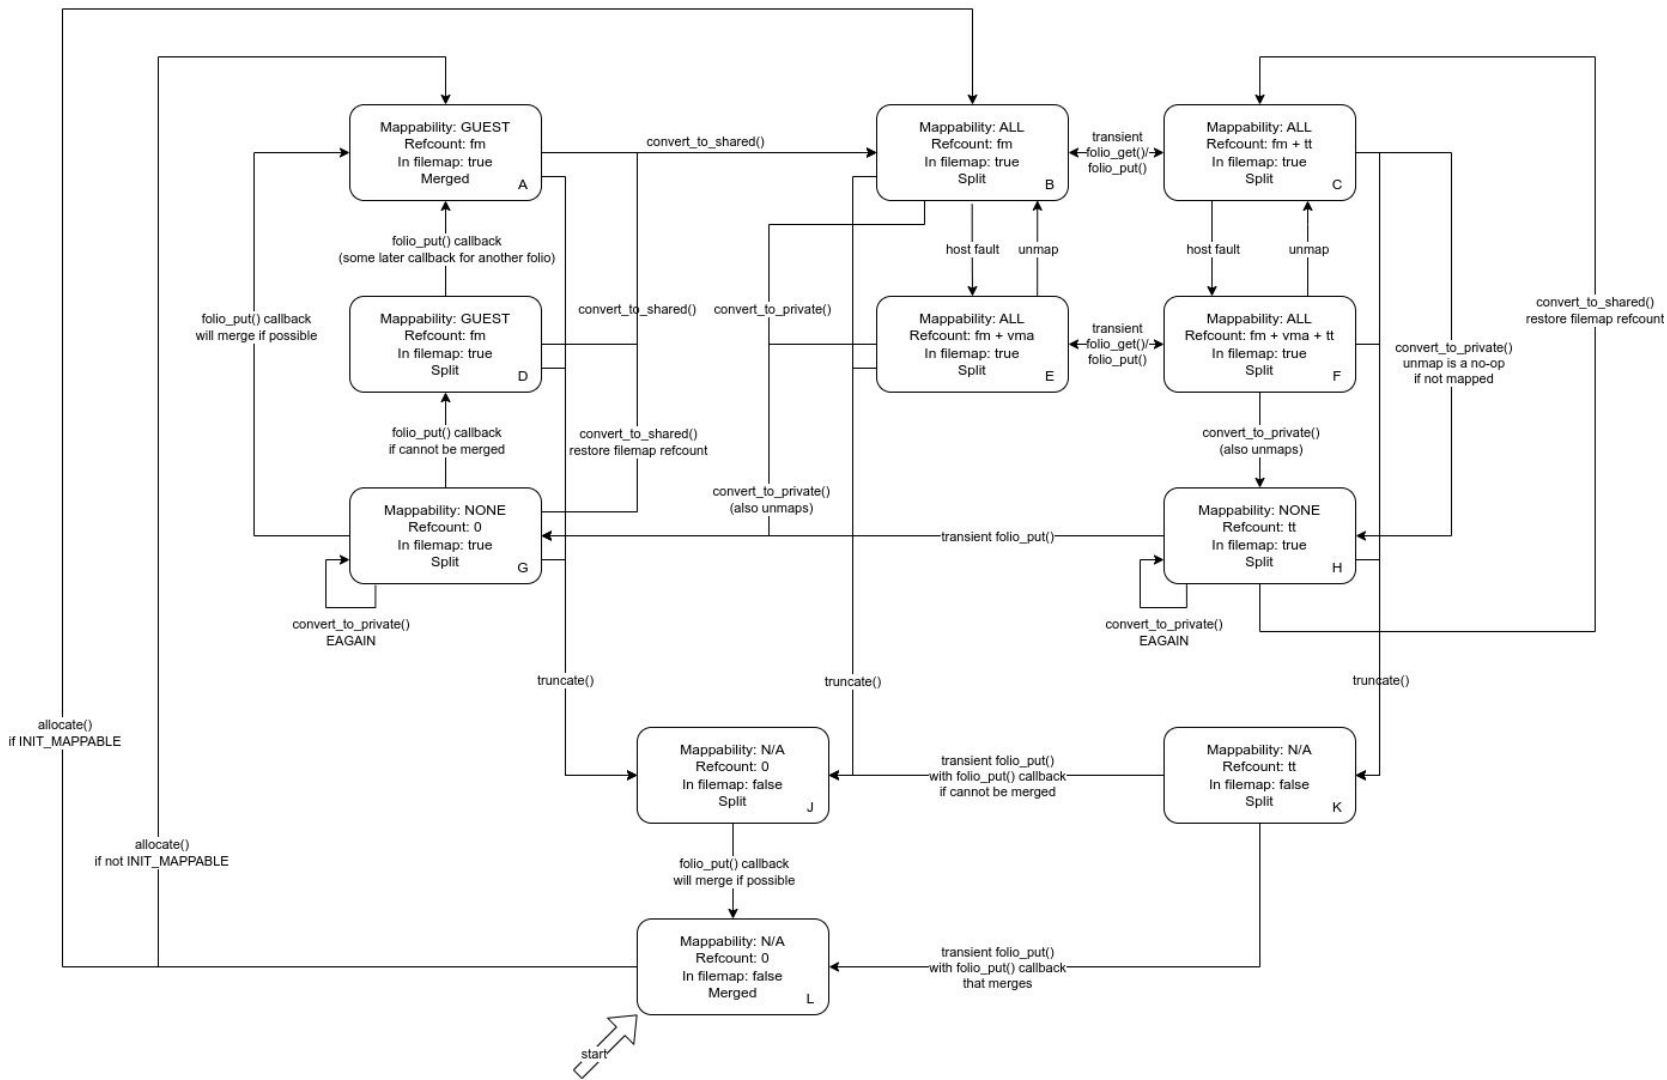 Mappability: GUEST
Refcount: fm
In filemap: true
Merged
A
convert_to_shared()
Mappability: ALL
Refcount: fm
In filemap: true
Split
B
transient
folio_get()/
folio_put()
Mappability: ALL
Refcount: fm + tt
In filemap: true
Split
C
folio_put() callback
(some later callback for another folio)
host fault
unmap
host fault
unmap
folio_put() callback
will merge if possible
Mappability: GUEST
Refcount: fm
In filemap: true
Split
D
convert_to_shared()
convert_to_private()
Mappability: ALL
Refcount: fm + vma
In filemap: true
Split
E
transient
folio_get()/
folio_put()
Mappability: ALL
Refcount: fm + vma + tt
In filemap: true
Split
F
convert_to_private()
unmap is a no-op
if not mapped
convert_to_shared()
restore filemap refcount
folio_put() callback
if cannot be merged
convert_to_shared()
restore filemap refcount
convert_to_private()
(also unmaps)
convert_to_private()
(also unmaps)
Mappability: NONE
Refcount: 0
In filemap: true
Split
G
transient folio_put()
Mappability: NONE
Refcount: tt
In filemap: true
Split
H
convert_to_private()
EAGAIN
convert_to_private()
EAGAIN
truncate()
truncate()
truncate()
allocate()
if INIT_MAPPABLE
Mappability: N/A
Refcount: 0
In filemap: false
Split
J
transient folio_put()
with folio_put() callback
if cannot be merged
Mappability: N/A
Refcount: tt
In filemap: false
Split
K
allocate()
if not INIT_MAPPABLE
folio_put() callback
will merge if possible
Mappability: N/A
Refcount: 0
In filemap: false
Merged
L
transient folio_put()
with folio_put() callback
that merges
start